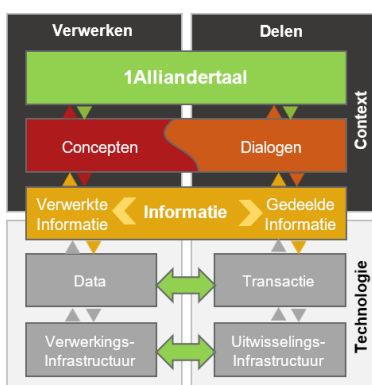 Verwerken
Delen
1Alliandertaal
Context
Concepten
Dialogen
Verwerkte
Informatie
Informatie
Gedeelde
Informatie
Technologie
Data
Transactie
Verwerkings-
Infrastructuur
Uitwisselings-
Infrastructuur